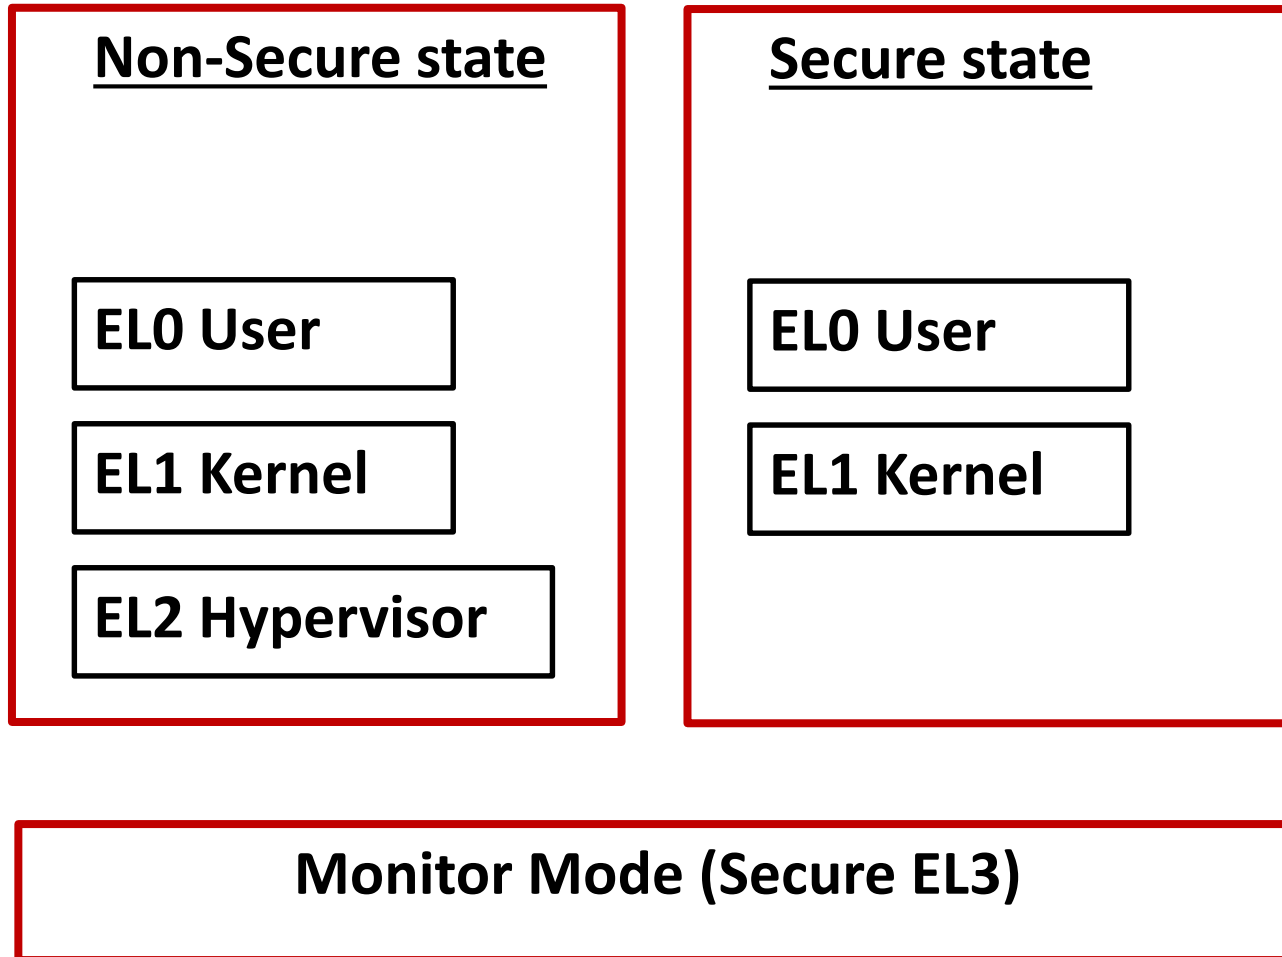 Non-Secure state
EL0 User
EL1 Kernel
EL2 Hypervisor
Secure state
EL0 User
EL1 Kernel
Monitor Mode (Secure EL3)